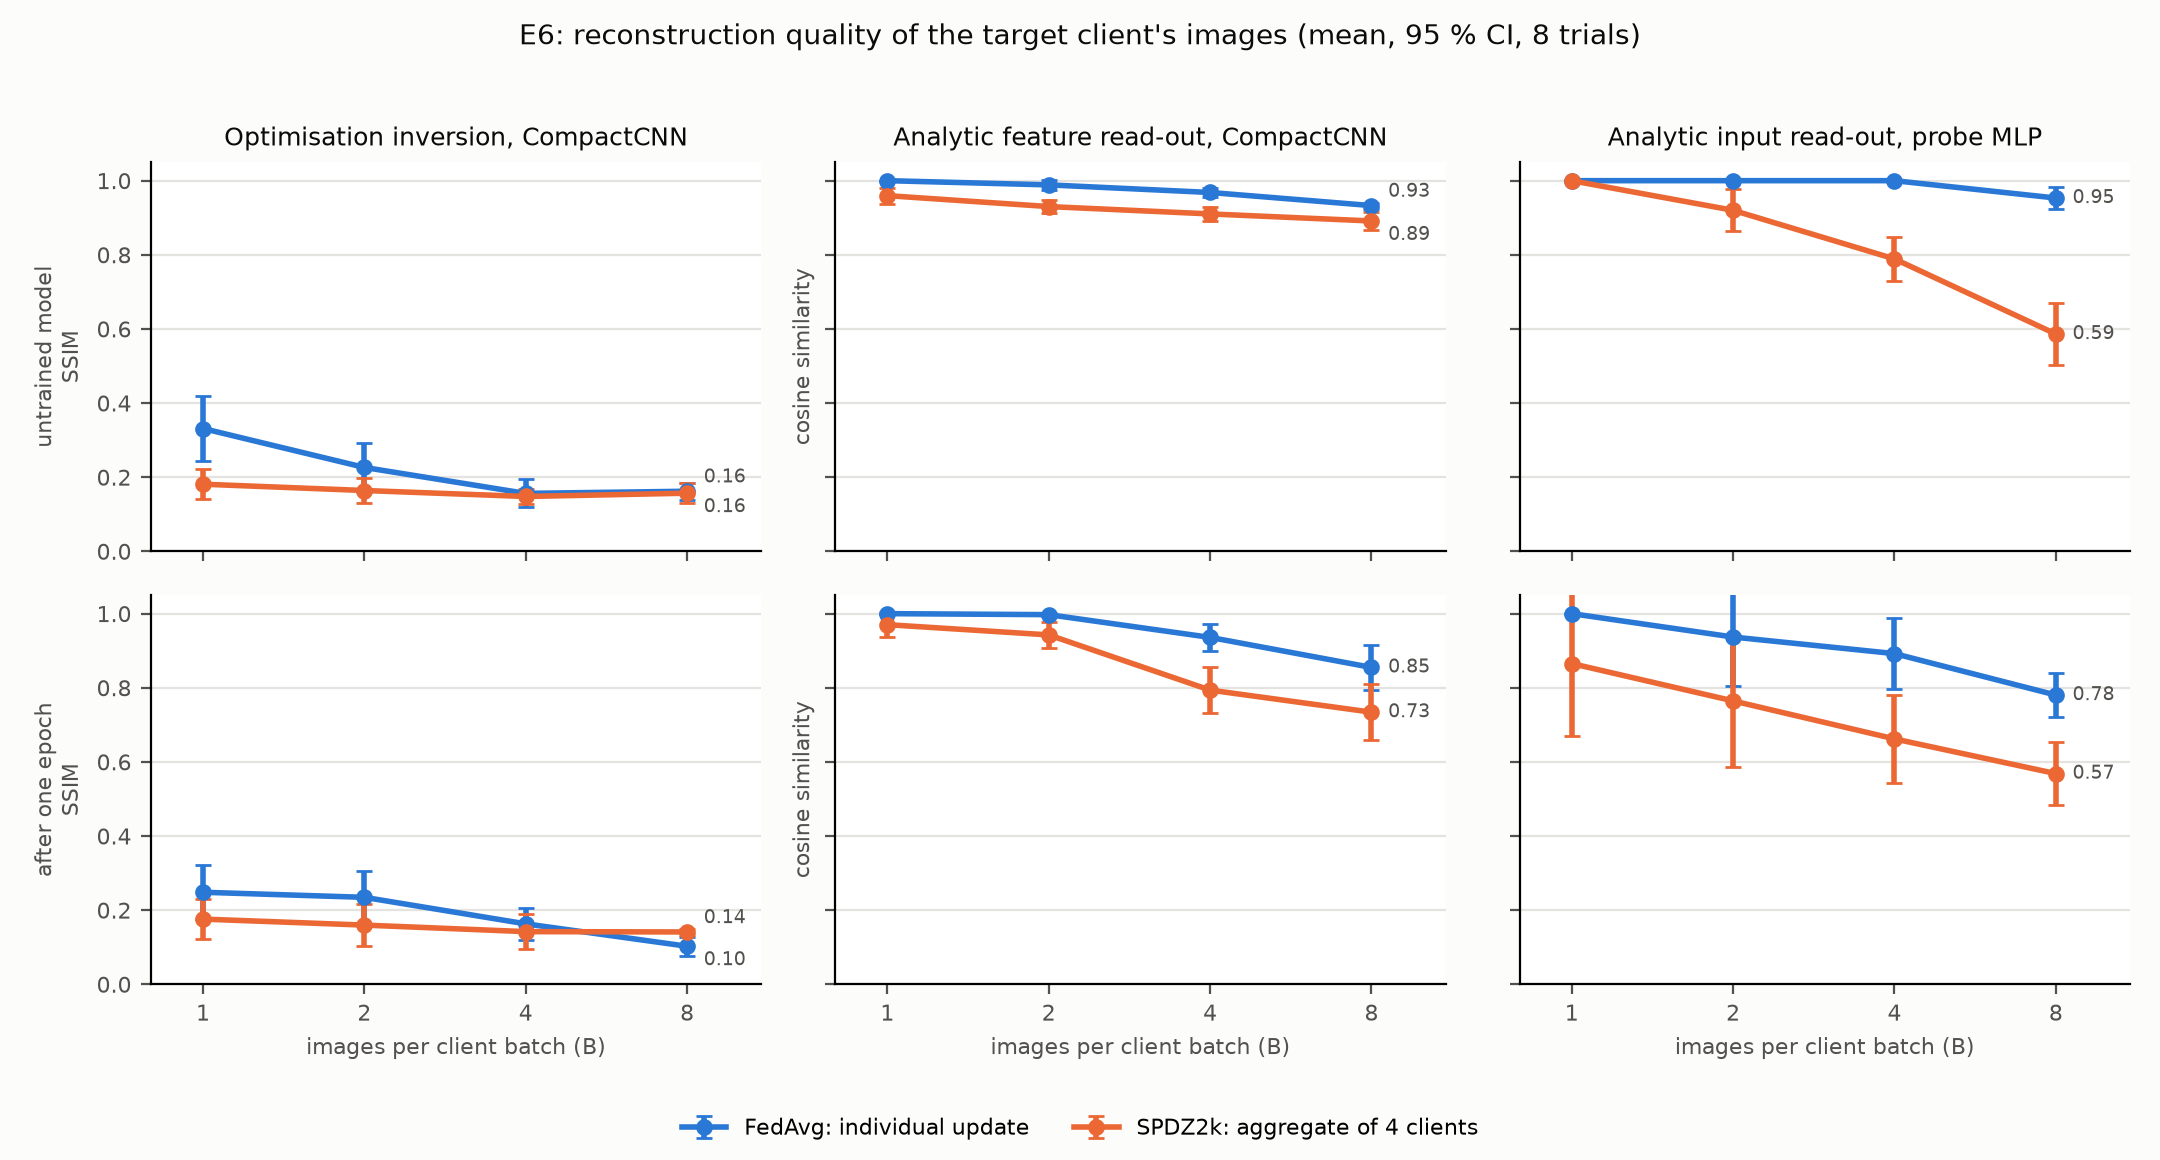 E6: reconstruction quality of the target client's images (mean, 95 % CI, 8 trials)
Optimisation inversion, CompactCNN
Analytic feature read-out, CompactCNN
Analytic input read-out, probe MLP
untrained model
SSIM
1.0
0.8
0.6
0.4
0.2
0.0
0.16
0.16
cosine similarity
0.93
0.89
0.95
0.59
after one epoch
SSIM
1.0
0.8
0.6
0.4
0.2
0.0
0.14
0.10
1 2 4 8
images per client batch (B)
cosine similarity
0.85
0.73
1 2 4 8
images per client batch (B)
0.78
0.57
1 2 4 8
images per client batch (B)
FedAvg: individual update
SPDZ2k: aggregate of 4 clients